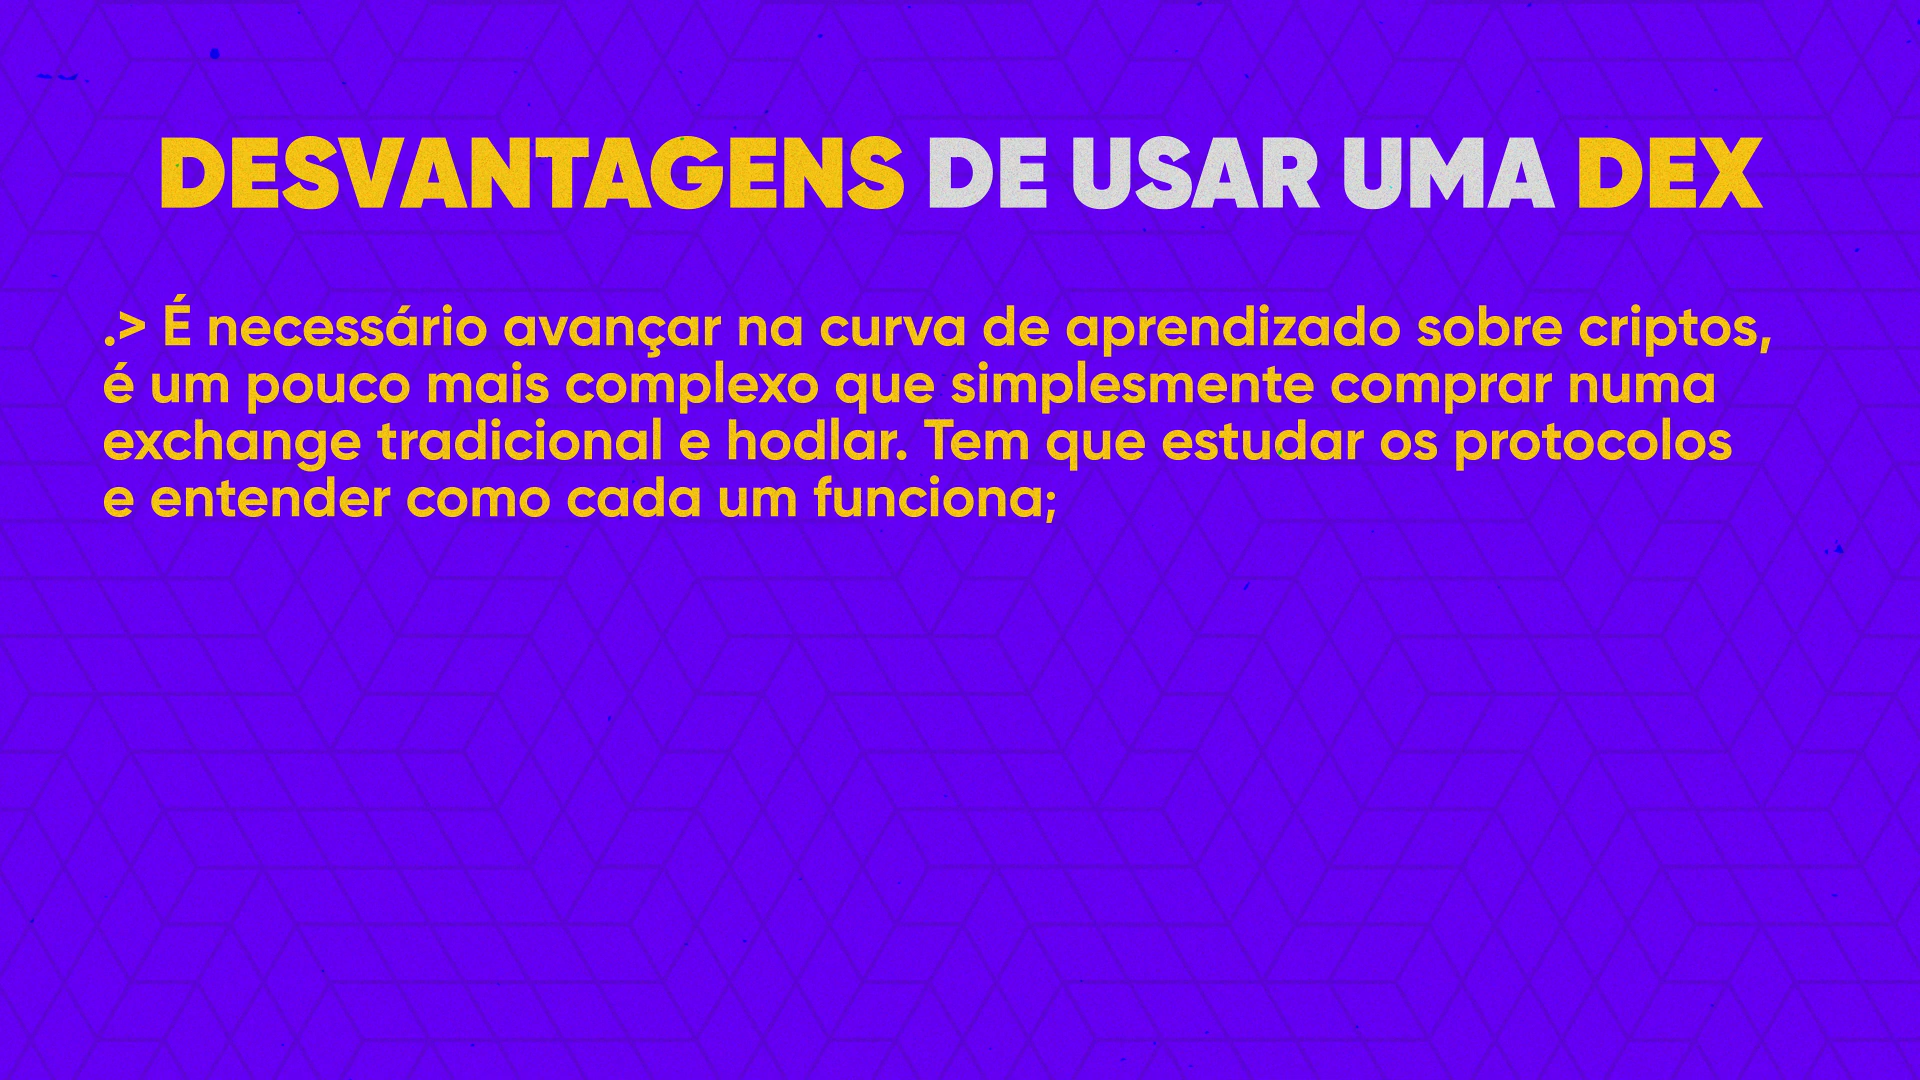 DESVANTAGENS DE USAR UMA DEX
.> É necessário avançar na curva de aprendizado sobre criptos,
é um pouco mais complexo que simplesmente comprar numa
exchange tradicional e hodlar. Tem que estudar os protocolos
e entender como cada um funciona;